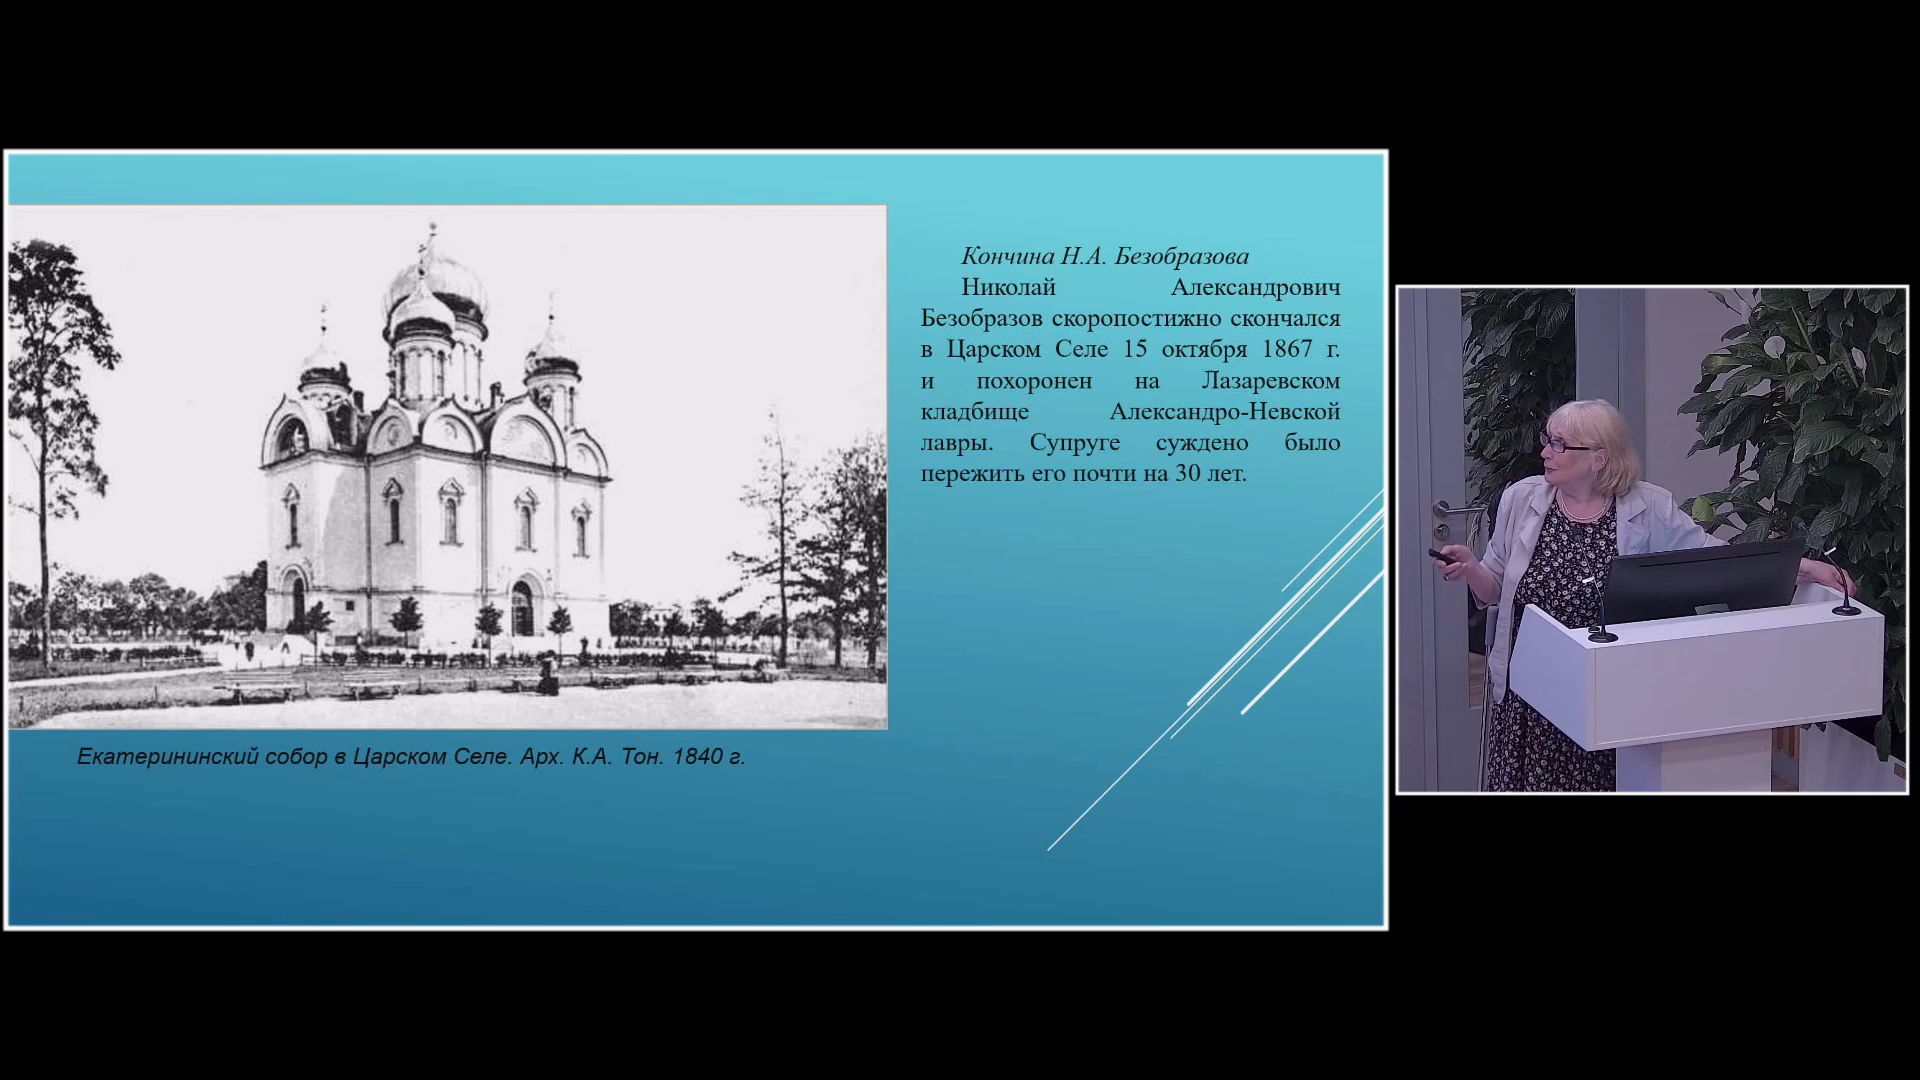 Кончина Н.А. Безобразова
Николай Александрович
Безобразов скоропостижно скончался
в Царском Селе 15 октября 1867 г.
и похоронен на Лазаревском
кладбище Александро-Невской
лавры. Супруге суждено было
пережить его почти на 30 лет.
Екатерининский собор в Царском Селе. Арх. К.А. Тон. 1840 г.